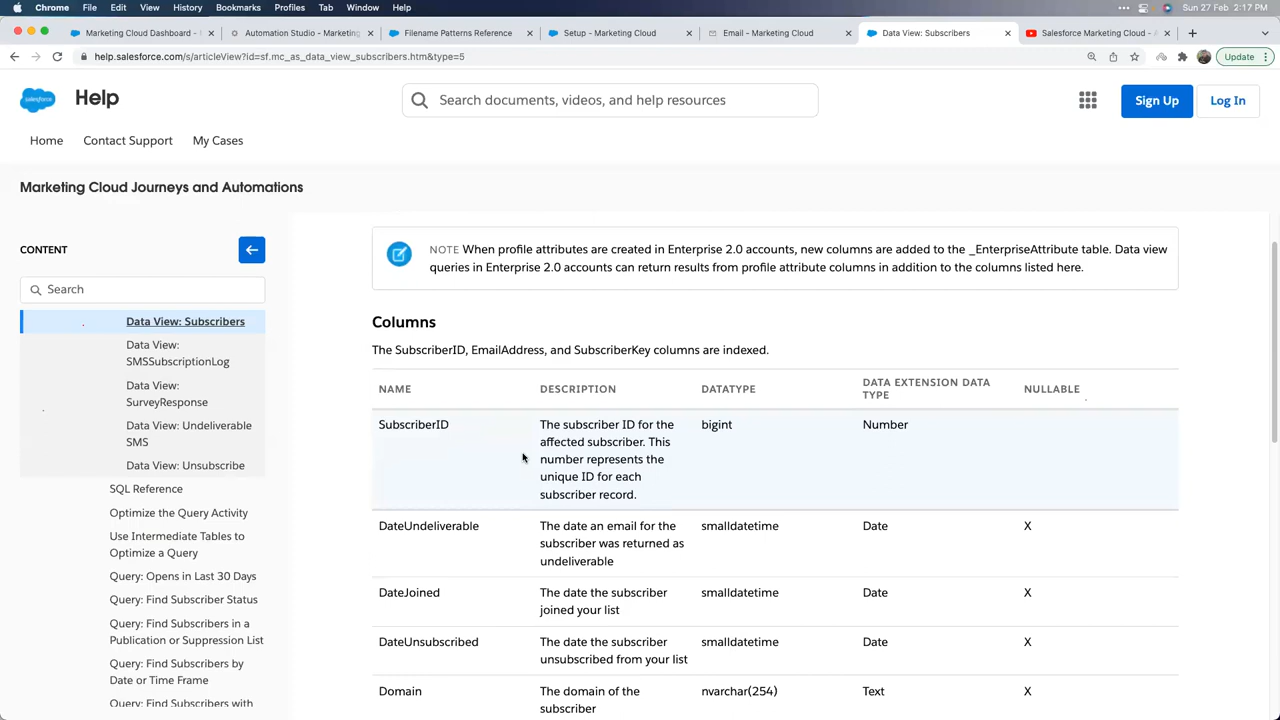 Chrome File Edit View History Bookmarks Profiles Tab Window Help Sun 27 Feb 2:17 PM
Marketing Cloud Dashboard - Automation Studio - Marketing Filename Patterns Reference Setup - Marketing Cloud Email - Marketing Cloud Data View: Subscribers Salesforce Marketing Cloud - A
help.salesforce.com/s/articleView?id=sf.mc_as_data_view_subscribers.htm&type=5 Update
salesforce Help Search documents, videos, and help resources Sign Up Log In
Home Contact Support My Cases
Marketing Cloud Journeys and Automations
CONTENT
Search
Data View: Subscribers
Data View:
SMSSubscriptionLog
Data View:
SurveyResponse
Data View: Undeliverable
SMS
Data View: Unsubscribe
SQL Reference
Optimize the Query Activity
Use Intermediate Tables to
Optimize a Query
Query: Opens in Last 30 Days
Query: Find Subscriber Status
Query: Find Subscribers in a
Publication or Suppression List
Query: Find Subscribers by
Date or Time Frame
Query: Find Subscribers with
NOTE When profile attributes are created in Enterprise 2.0 accounts, new columns are added to the _EnterpriseAttribute table. Data view
queries in Enterprise 2.0 accounts can return results from profile attribute columns in addition to the columns listed here.
Columns
The SubscriberID, EmailAddress, and SubscriberKey columns are indexed.
NAME DESCRIPTION DATATYPE DATA EXTENSION DATA NULLABLE
TYPE
SubscriberID The subscriber ID for the bigint Number
affected subscriber. This
number represents the
unique ID for each
subscriber record.
DateUndeliverable The date an email for the smalldatetime Date X
subscriber was returned as
undeliverable
DateJoined The date the subscriber smalldatetime Date X
joined your list
DateUnsubscribed The date the subscriber smalldatetime Date X
unsubscribed from your list
Domain The domain of the nvarchar(254) Text X
subscriber